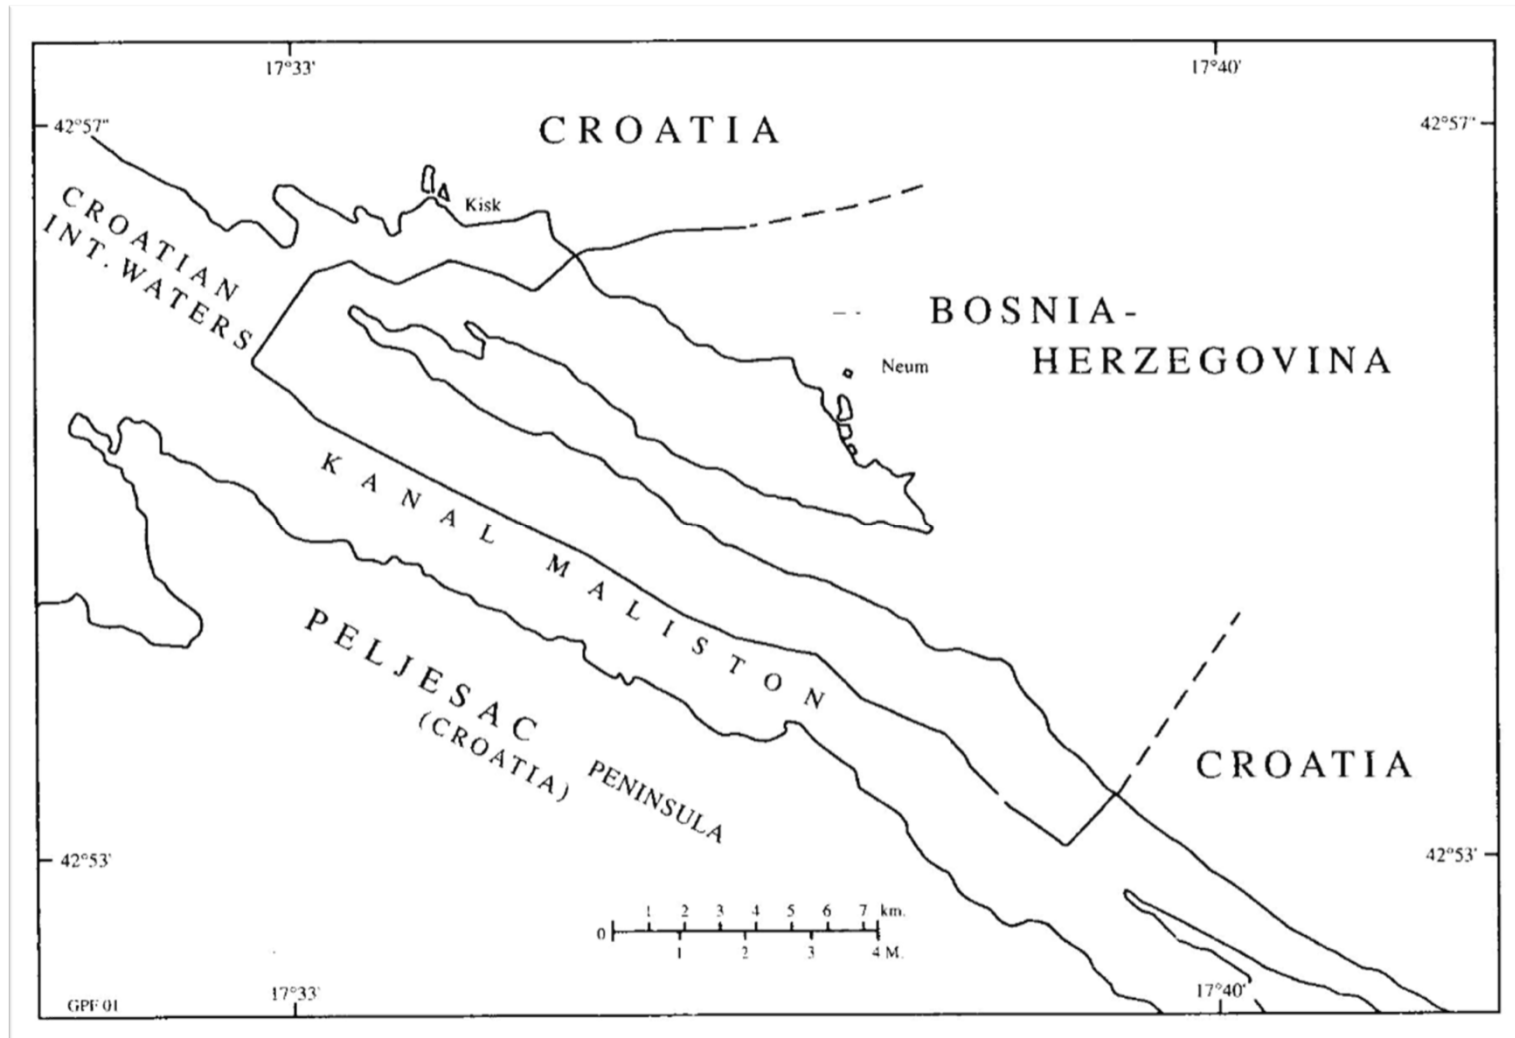 17°33'
17°40'
42°57"
42°57"
CROATIA
Kisk
CROATIAN
INT. WATERS
BOSNIA-
HERZEGOVINA
Neum
KANAL MALISTON
PELJESAC
(CROATIA)
PENINSULA
CROATIA
42°53'
42°53'
1 2 3 4 5 6 7 km.
0
1 2 3 4 M.
17°33'
17°40'
GPF 01